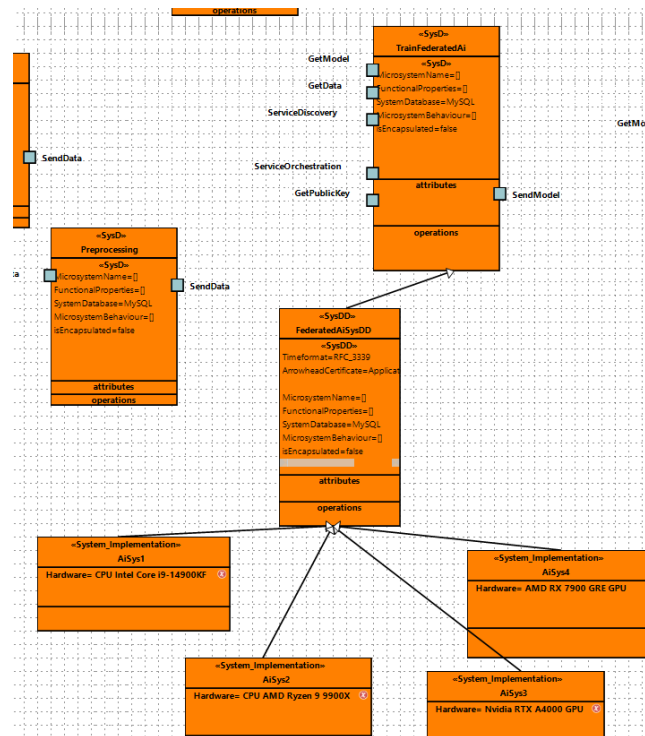 operations
«SysD»
TrainFederatedAi
«SysD»
MicrosystemName=[]
FunctionalProperties=[]
SystemDatabase=MySQL
MicrosystemBehaviour=[]
isEncapsulated=false
attributes
operations
GetModel
GetData
ServiceDiscovery
ServiceOrchestration
GetPublicKey
SendModel
GetMo
SendData
«SysD»
Preprocessing
«SysD»
MicrosystemName=[]
FunctionalProperties=[]
SystemDatabase=MySQL
MicrosystemBehaviour=[]
isEncapsulated=false
attributes
operations
ta
SendData
«SysDD»
FederatedAiSysDD
«SysDD»
Timeformat=RFC_3339
ArrowheadCertificate=Applicat
MicrosystemName=[]
FunctionalProperties=[]
SystemDatabase=MySQL
MicrosystemBehaviour=[]
isEncapsulated=false
attributes
operations
«System_Implementation»
AiSys1
Hardware= CPU Intel Core i9-14900KF
«System_Implementation»
AiSys4
Hardware= AMD RX 7900 GRE GPU
«System_Implementation»
AiSys2
Hardware= CPU AMD Ryzen 9 9900X
«System_Implementation»
AiSys3
Hardware= Nvidia RTX A4000 GPU